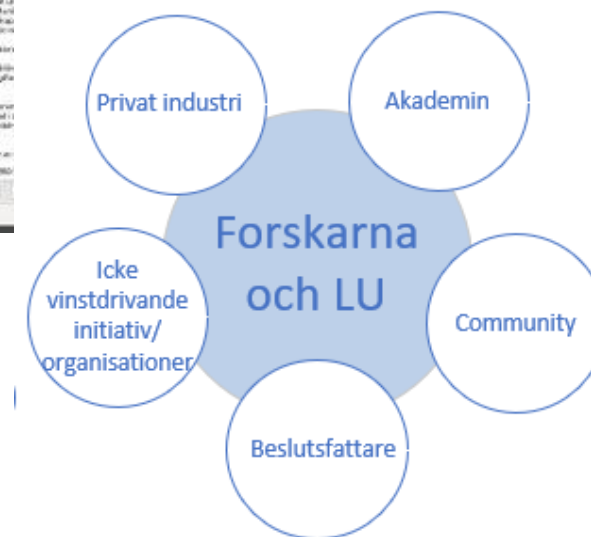 Privat industri
Akademin
Forskarna
och LU
Icke
vinstdrivande
initiativ/
organisationer
Community
Beslutsfattare